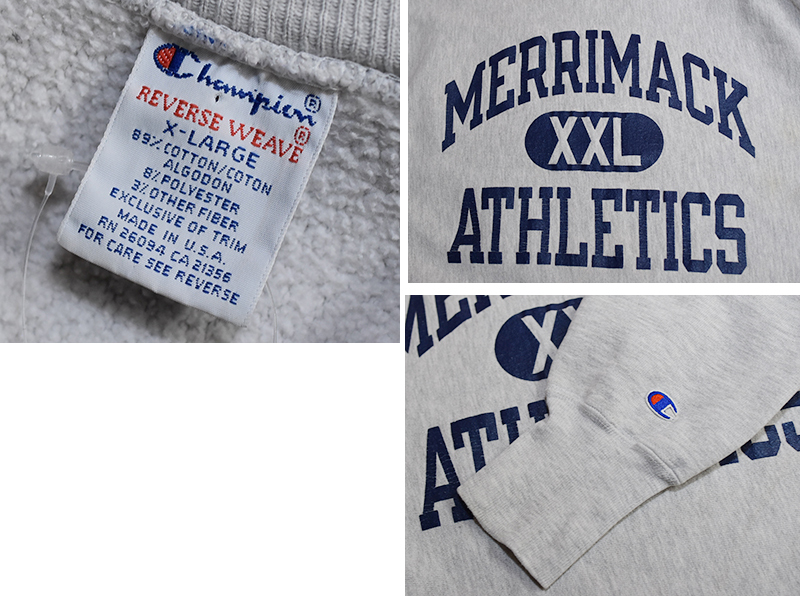 Champion®
REVERSE WEAVE®
X-LARGE
89% COTTON/COTON
ALGODON
8% POLYESTER
3% OTHER FIBER
EXCLUSIVE OF TRIM
MADE IN U.S.A.
RN 26094 CA 21356
FOR CARE SEE REVERSE
MERRIMACK
XXL
ATHLETICS